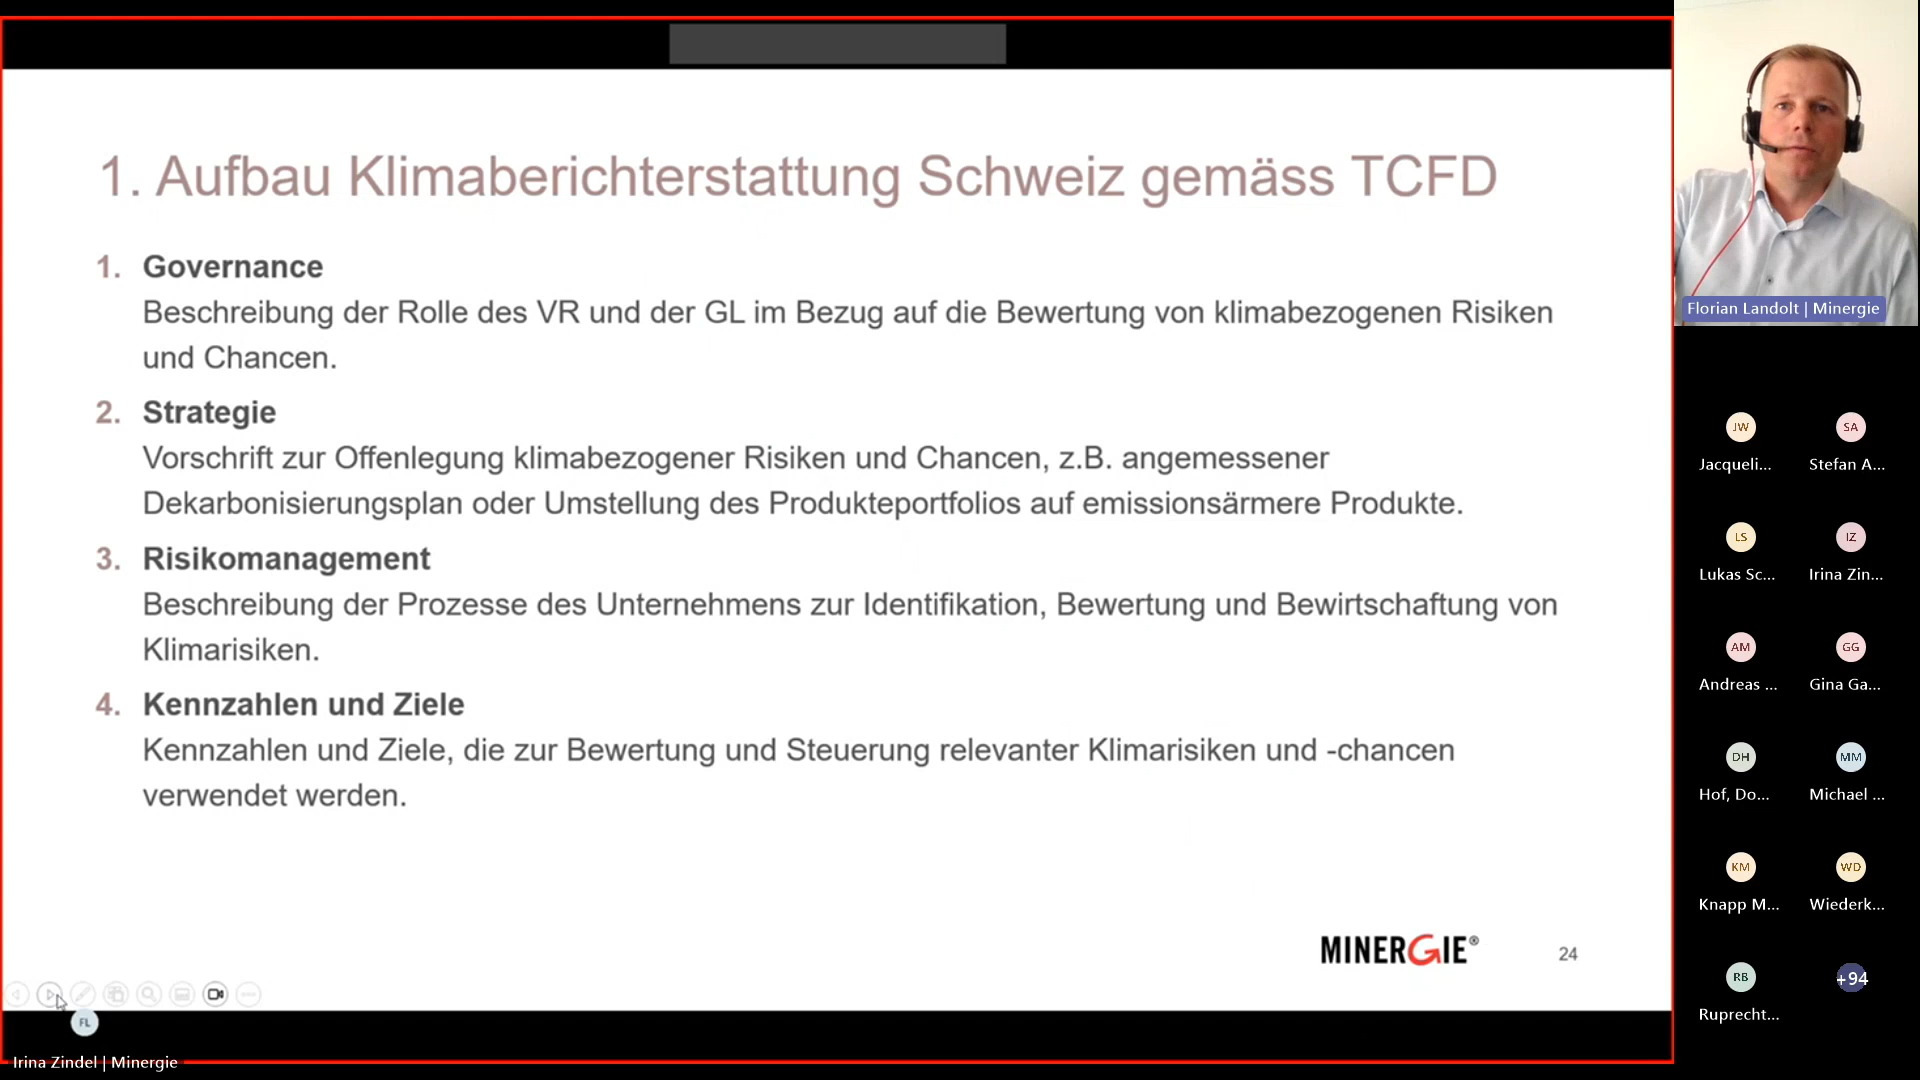 1. Aufbau Klimaberichterstattung Schweiz gemäss TCFD
1. Governance
Beschreibung der Rolle des VR und der GL im Bezug auf die Bewertung von klimabezogenen Risiken
und Chancen.
2. Strategie
Vorschrift zur Offenlegung klimabezogener Risiken und Chancen, z.B. angemessener
Dekarbonisierungsplan oder Umstellung des Produkteportfolios auf emissionsärmere Produkte.
3. Risikomanagement
Beschreibung der Prozesse des Unternehmens zur Identifikation, Bewertung und Bewirtschaftung von
Klimarisiken.
4. Kennzahlen und Ziele
Kennzahlen und Ziele, die zur Bewertung und Steuerung relevanter Klimarisiken und -chancen
verwendet werden.
MINERGIE®
24
FL
Irina Zindel | Minergie
Florian Landolt | Minergie
JW
SA
Jacqueli...
Stefan A...
LS
IZ
Lukas Sc...
Irina Zin...
AM
GG
Andreas ...
Gina Ga...
DH
MM
Hof, Do...
Michael ...
KM
WD
Knapp M...
Wiederk...
RB
+94
Ruprecht...